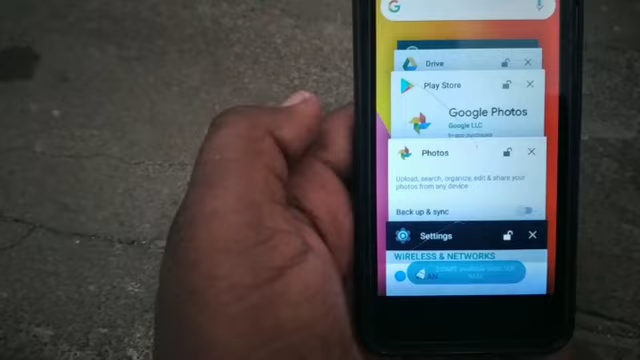 G
Drive
Play Store
Google Photos
Google LLC
Photos
Upload, search, organize, edit & share your
photos from any device
Back up & sync
Settings
WIRELESS & NETWORKS